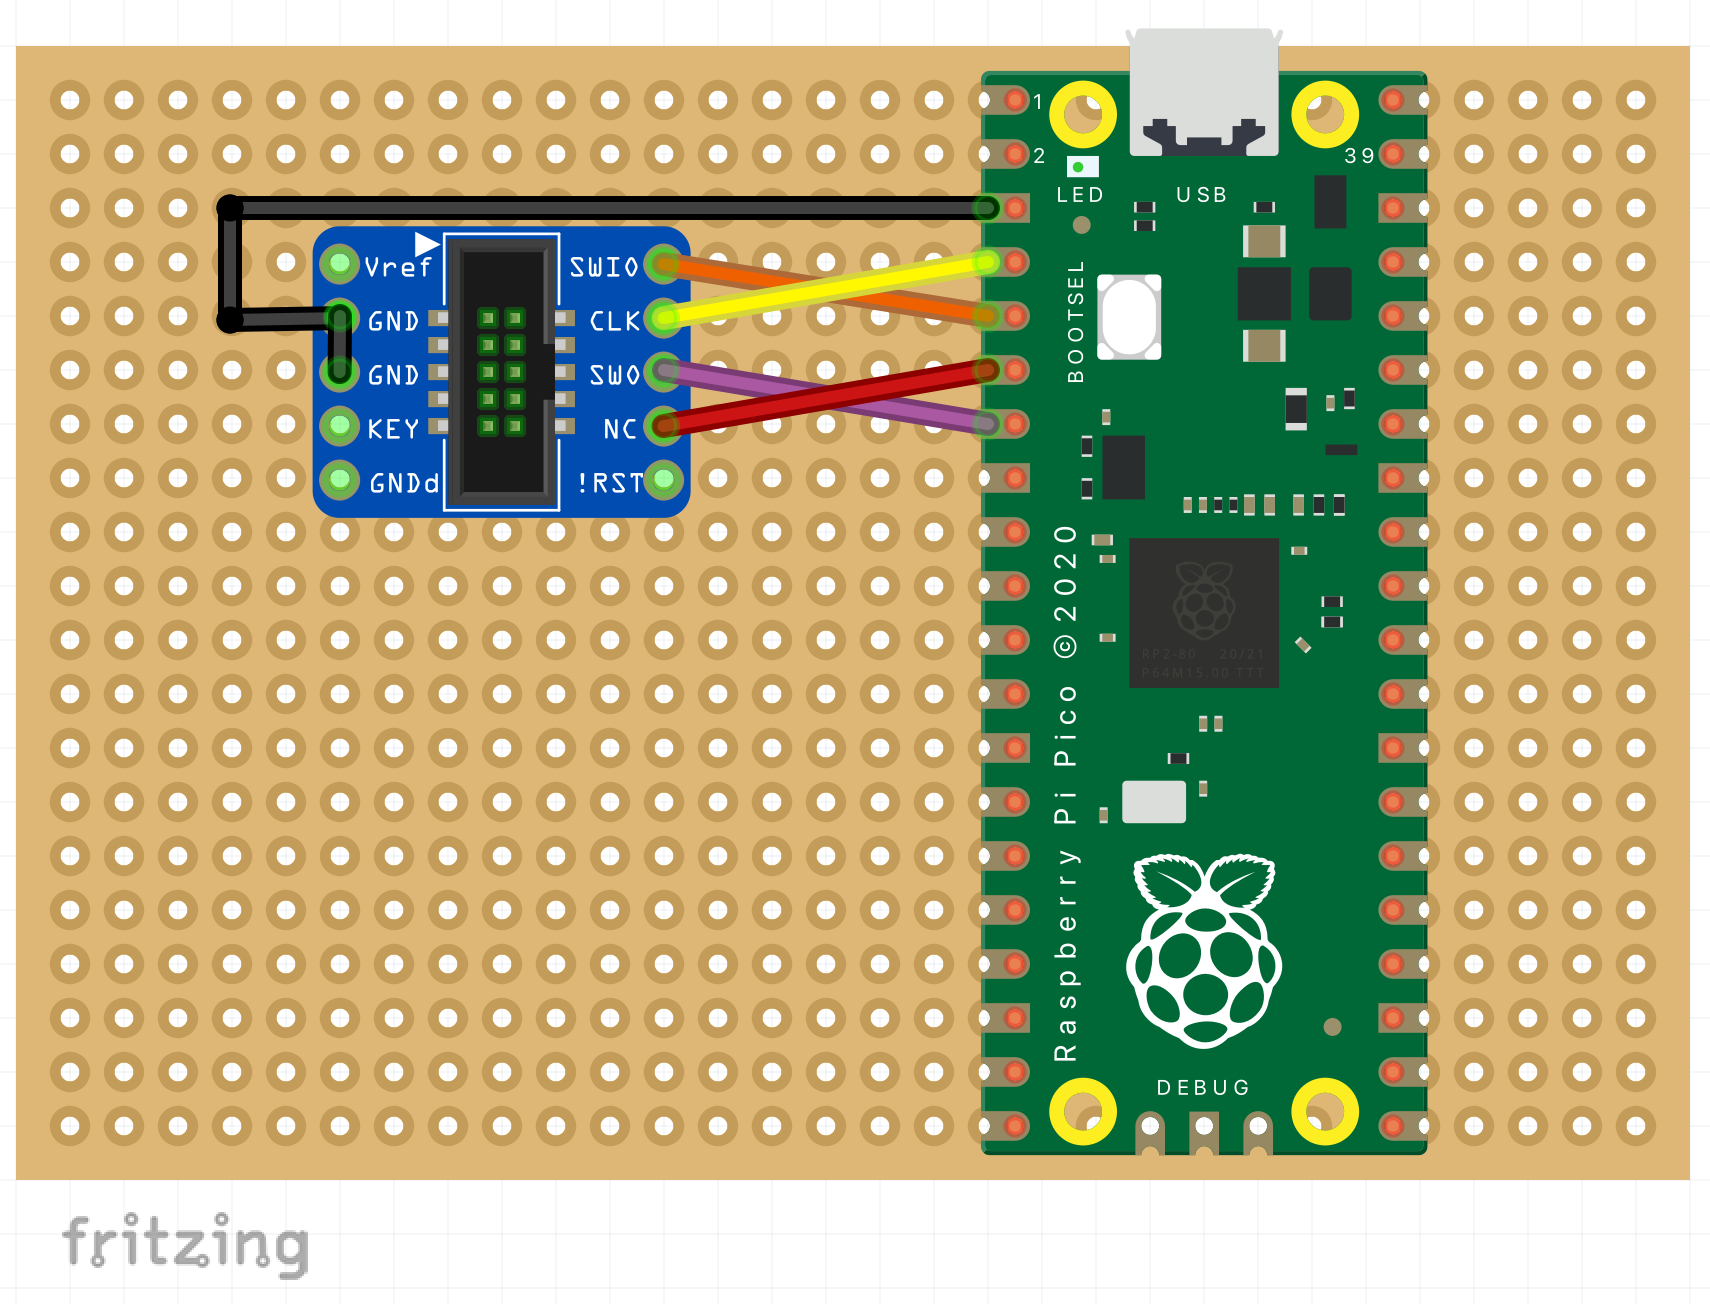 1
2
39
LED
USB
BOOTSEL
Vref
GND
GND
KEY
GNDd
SWIO
CLK
SWO
NC
!RST
Raspberry Pi Pico ©2020
RP2-80 20/21
P64M15.00 TTT
DEBUG
fritzing